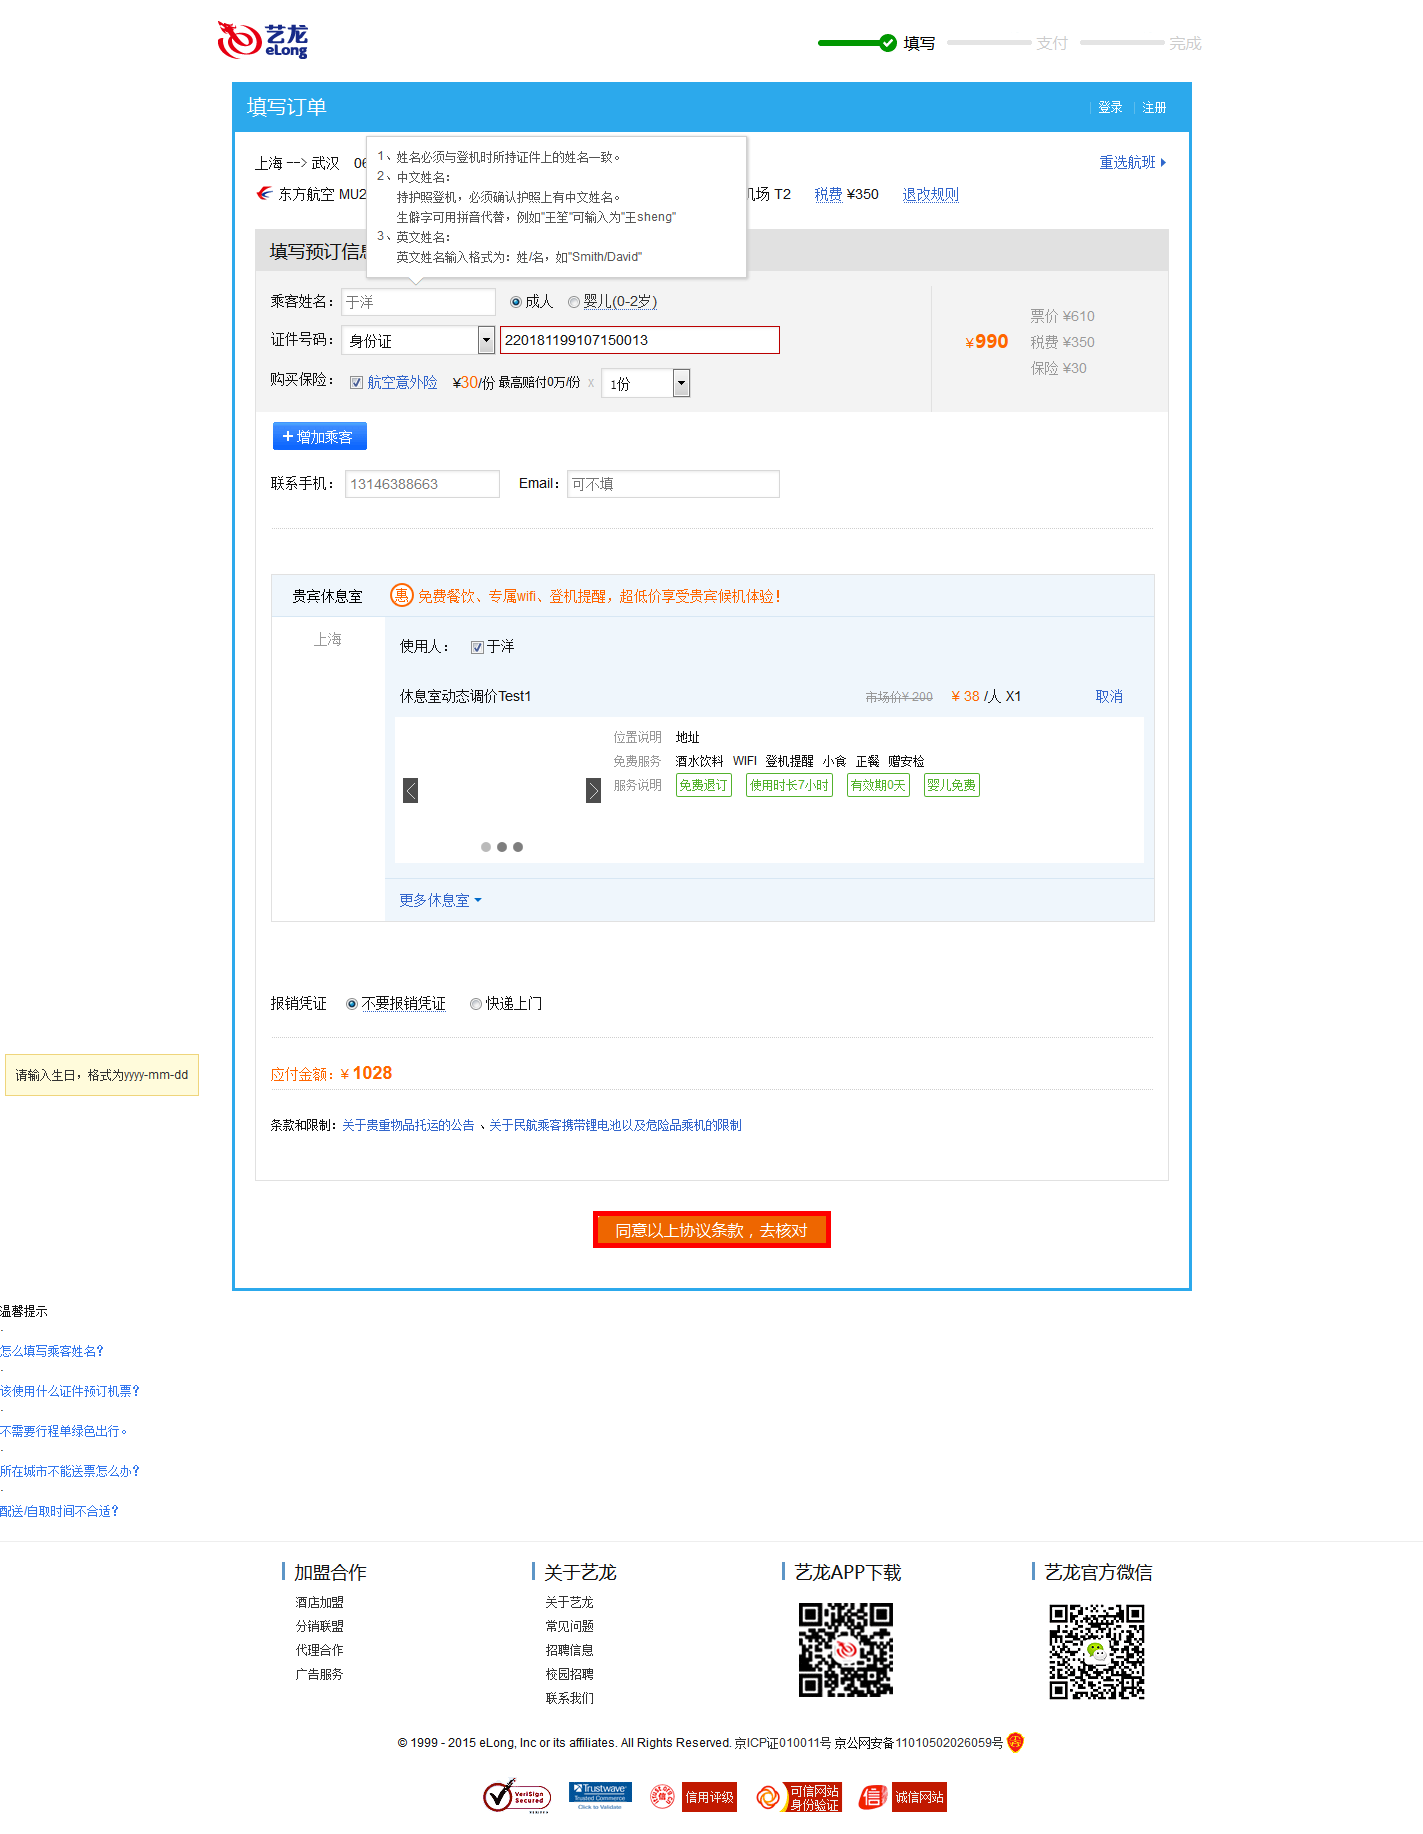 艺龙
eLong
填写 支付 完成
填写订单
登录 注册
1、姓名必须与登机时所持证件上的姓名一致。
2、中文姓名：
持护照登机，必须确认护照上有中文姓名。
生僻字可用拼音代替，例如"王笙"可输入为"王sheng"
3、英文姓名：
英文姓名输入格式为：姓/名，如"Smith/David"
上海 --> 武汉 06
重选航班
东方航空 MU2
机场 T2 税费 ¥350 退改规则
填写预订信息
乘客姓名： 于洋 成人 婴儿(0-2岁)
证件号码： 身份证 220181199107150013
购买保险： 航空意外险 ¥30/份 最高赔付0万/份 x 1份
¥990
票价 ¥610
税费 ¥350
保险 ¥30
+ 增加乘客
联系手机： 13146388663 Email： 可不填
贵宾休息室 惠 免费餐饮、专属wifi、登机提醒，超低价享受贵宾候机体验！
上海
使用人： 于洋
休息室动态调价Test1 市场价¥ 200 ¥ 38 /人 X1 取消
位置说明 地址
免费服务 酒水饮料 WIFI 登机提醒 小食 正餐 赠安检
服务说明 免费退订 使用时长7小时 有效期0天 婴儿免费
更多休息室
报销凭证 不要报销凭证 快递上门
请输入生日，格式为yyyy-mm-dd
应付金额：¥ 1028
条款和限制：关于贵重物品托运的公告 、关于民航乘客携带锂电池以及危险品乘机的限制
同意以上协议条款，去核对
温馨提示
·
怎么填写乘客姓名？
·
该使用什么证件预订机票？
·
不需要行程单绿色出行。
·
所在城市不能送票怎么办？
·
配送/自取时间不合适？
加盟合作
酒店加盟
分销联盟
代理合作
广告服务
关于艺龙
关于艺龙
常见问题
招聘信息
校园招聘
联系我们
艺龙APP下载
艺龙官方微信
© 1999 - 2015 eLong, Inc or its affiliates. All Rights Reserved. 京ICP证010011号 京公网安备11010502026059号
VeriSign
Secured
VERIFY
Trustwave
Trusted Commerce
Click to Validate
信用评级
可信网站
身份验证
信
诚信网站